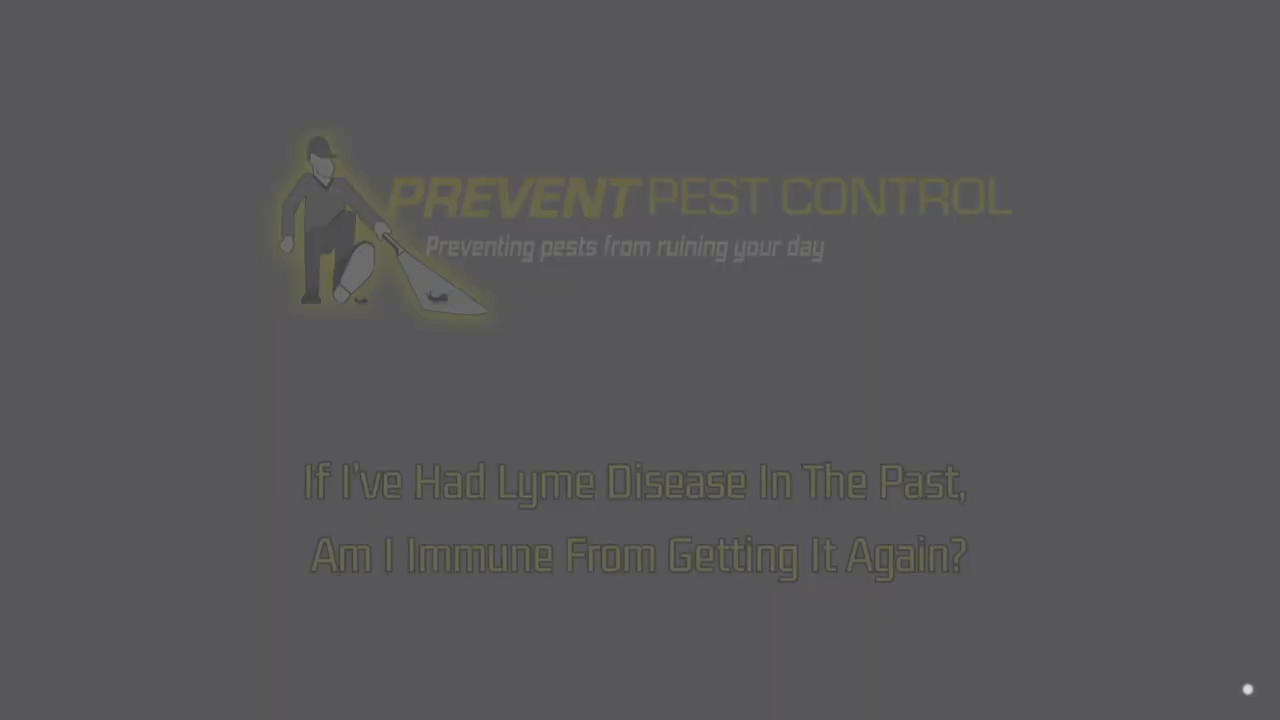 PREVENT PEST CONTROL
Preventing pests from ruining your day
If I've Had Lyme Disease In The Past,
Am I Immune From Getting It Again?